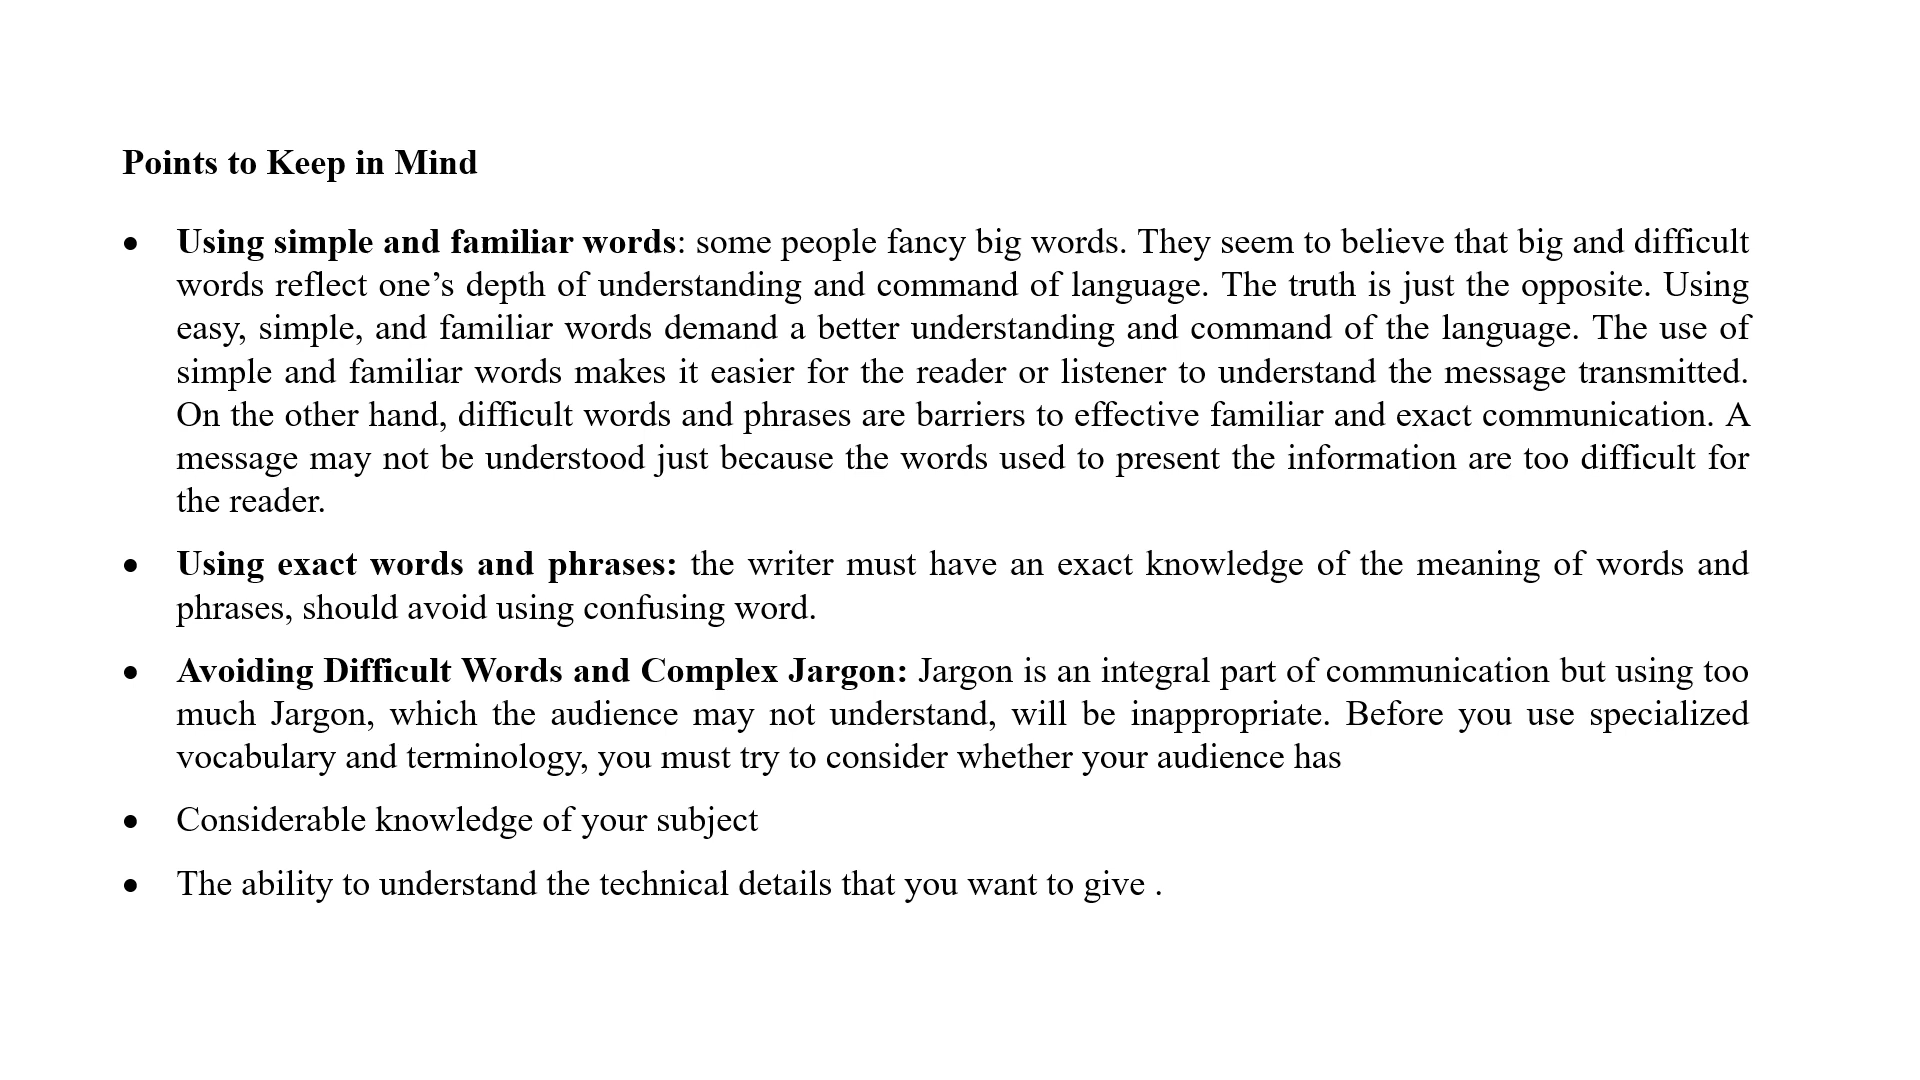 Points to Keep in Mind
• Using simple and familiar words: some people fancy big words. They seem to believe that big and difficult
words reflect one’s depth of understanding and command of language. The truth is just the opposite. Using
easy, simple, and familiar words demand a better understanding and command of the language. The use of
simple and familiar words makes it easier for the reader or listener to understand the message transmitted.
On the other hand, difficult words and phrases are barriers to effective familiar and exact communication. A
message may not be understood just because the words used to present the information are too difficult for
the reader.
• Using exact words and phrases: the writer must have an exact knowledge of the meaning of words and
phrases, should avoid using confusing word.
• Avoiding Difficult Words and Complex Jargon: Jargon is an integral part of communication but using too
much Jargon, which the audience may not understand, will be inappropriate. Before you use specialized
vocabulary and terminology, you must try to consider whether your audience has
• Considerable knowledge of your subject
• The ability to understand the technical details that you want to give .